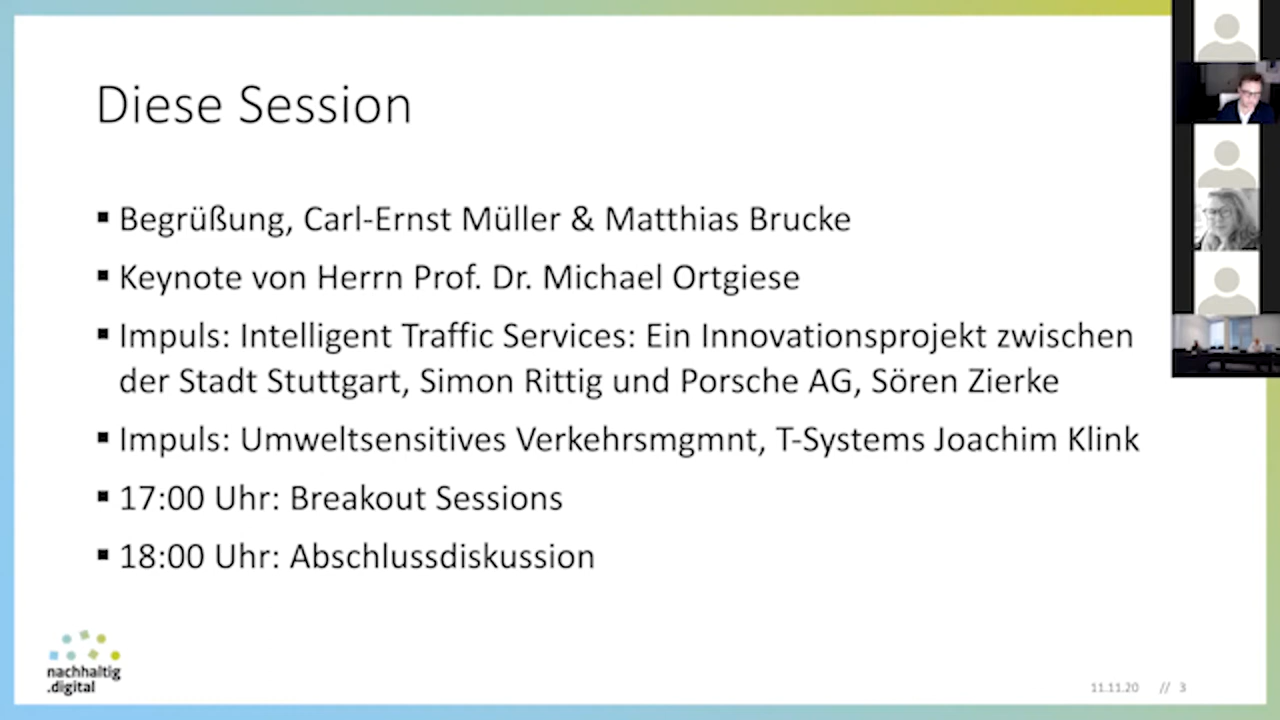 Diese Session
▪ Begrüßung, Carl-Ernst Müller & Matthias Brucke
▪ Keynote von Herrn Prof. Dr. Michael Ortgiese
▪ Impuls: Intelligent Traffic Services: Ein Innovationsprojekt zwischen
der Stadt Stuttgart, Simon Rittig und Porsche AG, Sören Zierke
▪ Impuls: Umweltsensitives Verkehrsmgmnt, T-Systems Joachim Klink
▪ 17:00 Uhr: Breakout Sessions
▪ 18:00 Uhr: Abschlussdiskussion
nachhaltig
.digital
11.11.20 // 3